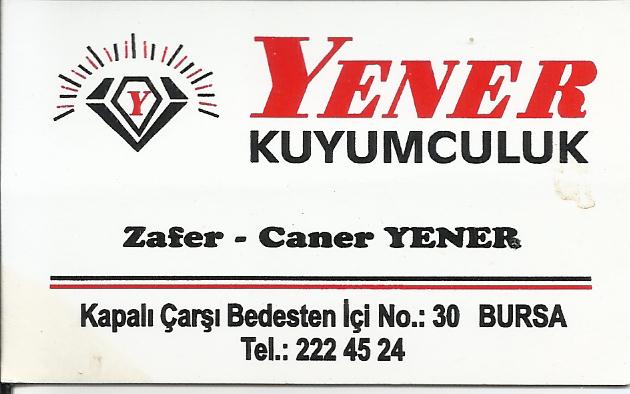 Y
YENER
KUYUMCULUK
Zafer - Caner YENER
Kapalı Çarşı Bedesten İçi No.: 30 BURSA
Tel.: 222 45 24